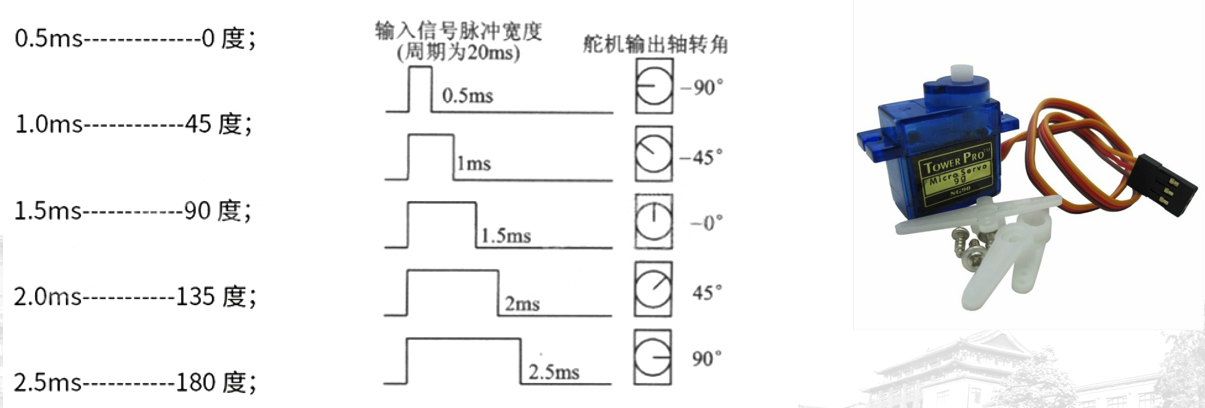 0.5ms--------------0 度；
1.0ms------------45 度；
1.5ms------------90 度；
2.0ms-----------135 度；
2.5ms-----------180 度；
输入信号脉冲宽度
(周期为20ms)
舵机输出轴转角
0.5ms
－90°
1ms
－45°
1.5ms
－0°
2ms
45°
2.5ms
90°
TOWER PRO
Micro Servo
9g
SG90